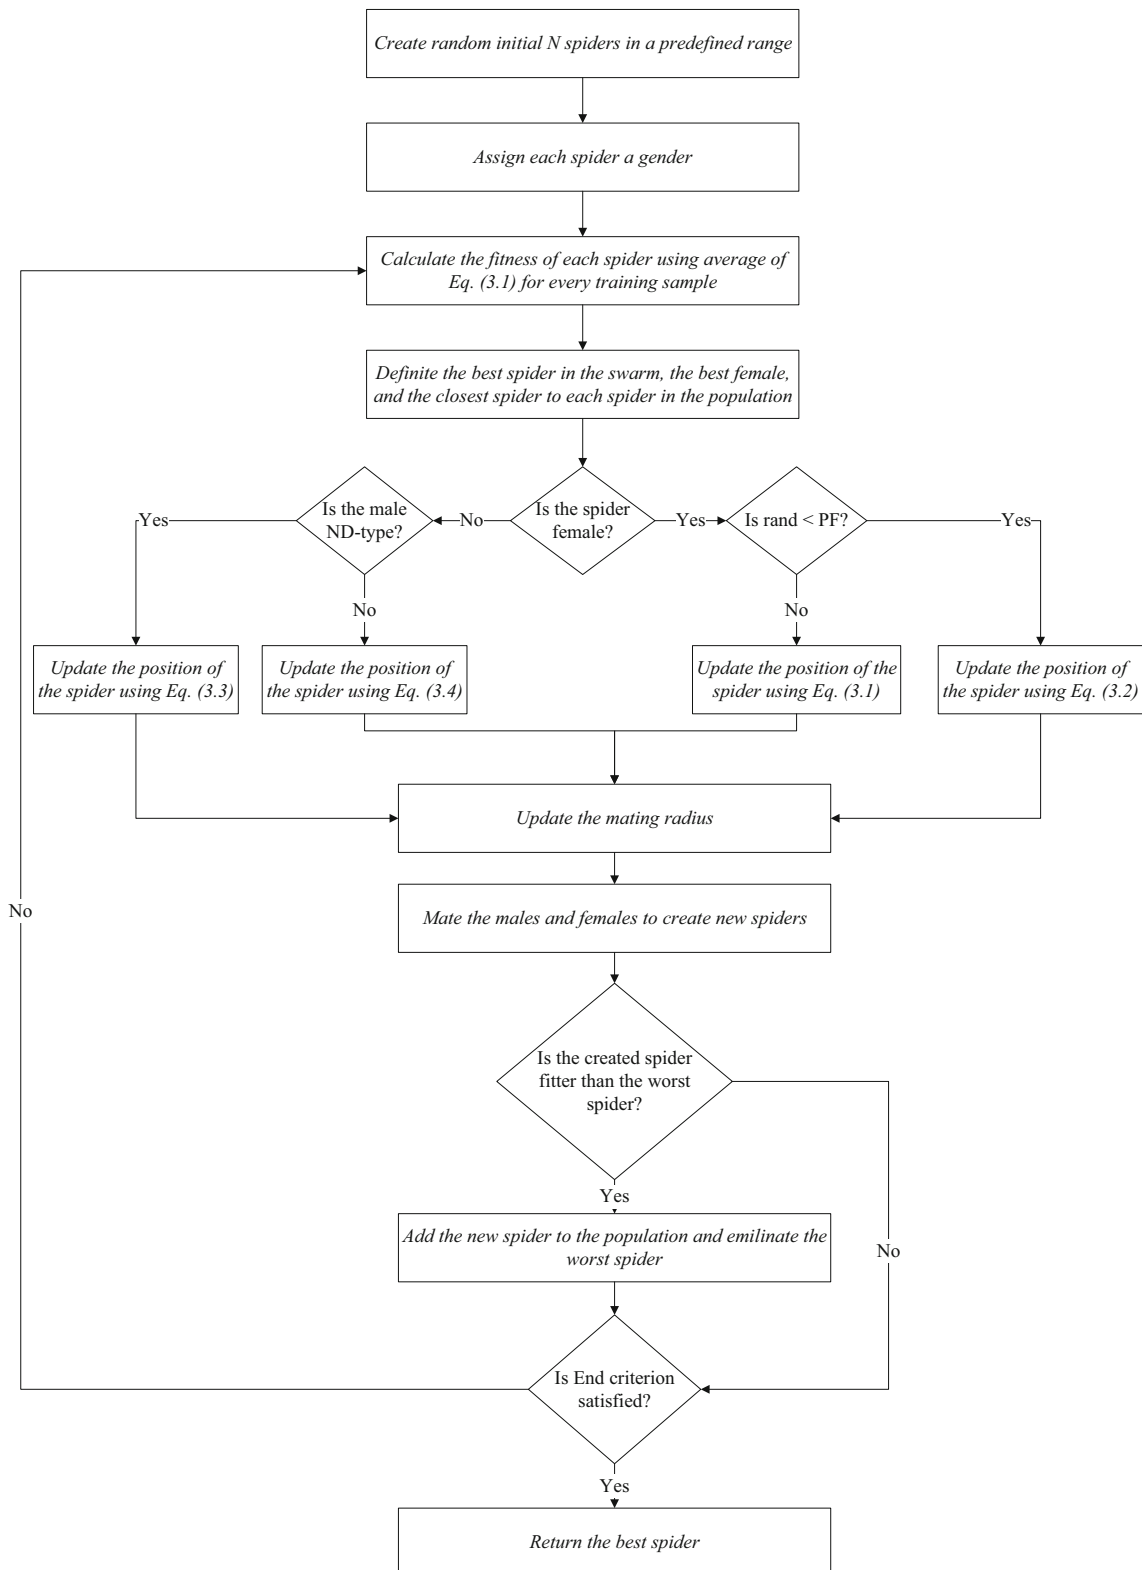 Create random initial N spiders in a predefined range
Assign each spider a gender
Calculate the fitness of each spider using average of
Eq. (3.1) for every training sample
Definite the best spider in the swarm, the best female,
and the closest spider to each spider in the population
Is the male
ND-type?
Is the spider
female?
Is rand < PF?
Yes
No
Yes
Yes
No
No
Update the position of
the spider using Eq. (3.3)
Update the position of
the spider using Eq. (3.4)
Update the position of the
spider using Eq. (3.1)
Update the position of
the spider using Eq. (3.2)
Update the mating radius
No
Mate the males and females to create new spiders
Is the created spider
fitter than the worst
spider?
Yes
Add the new spider to the population and emilinate the
worst spider
No
Is End criterion
satisfied?
Yes
Return the best spider